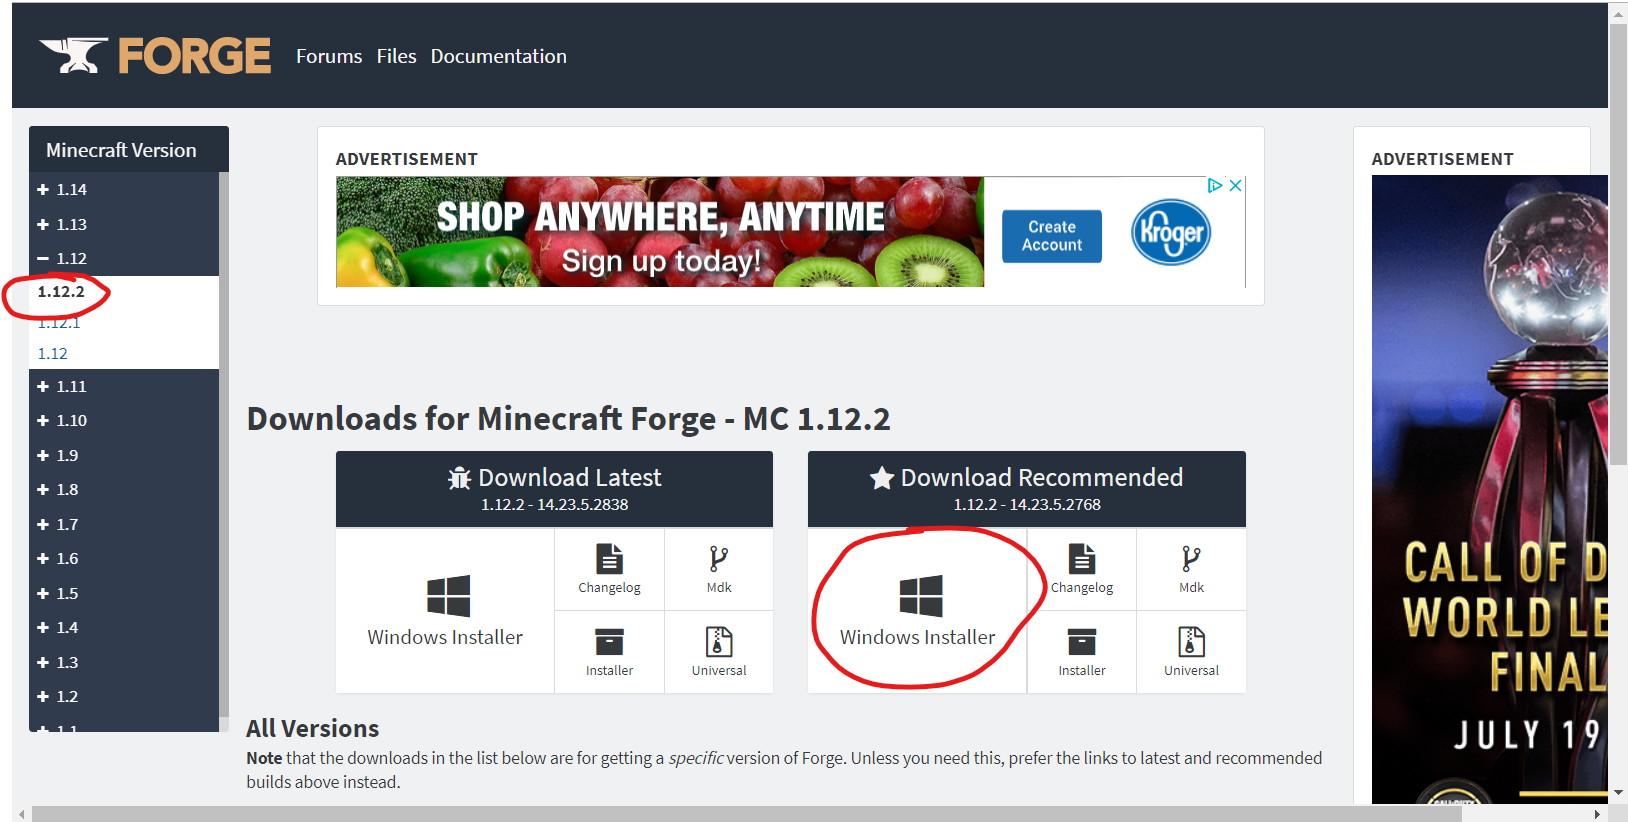 FORGE
Forums Files Documentation
Minecraft Version
1.14
1.13
1.12
1.12.2
1.12.1
1.12
1.11
1.10
1.9
1.8
1.7
1.6
1.5
1.4
1.3
1.2
1.1
ADVERTISEMENT
SHOP ANYWHERE, ANYTIME
Sign up today!
Create
Account
Kroger
Downloads for Minecraft Forge - MC 1.12.2
Download Latest
1.12.2 - 14.23.5.2838
Windows Installer
Changelog
Mdk
Installer
Universal
Download Recommended
1.12.2 - 14.23.5.2768
Windows Installer
Changelog
Mdk
Installer
Universal
All Versions
Note that the downloads in the list below are for getting a specific version of Forge. Unless you need this, prefer the links to latest and recommended
builds above instead.
ADVERTISEMENT
CALL OF D
WORLD LE
FINAL
JULY 19